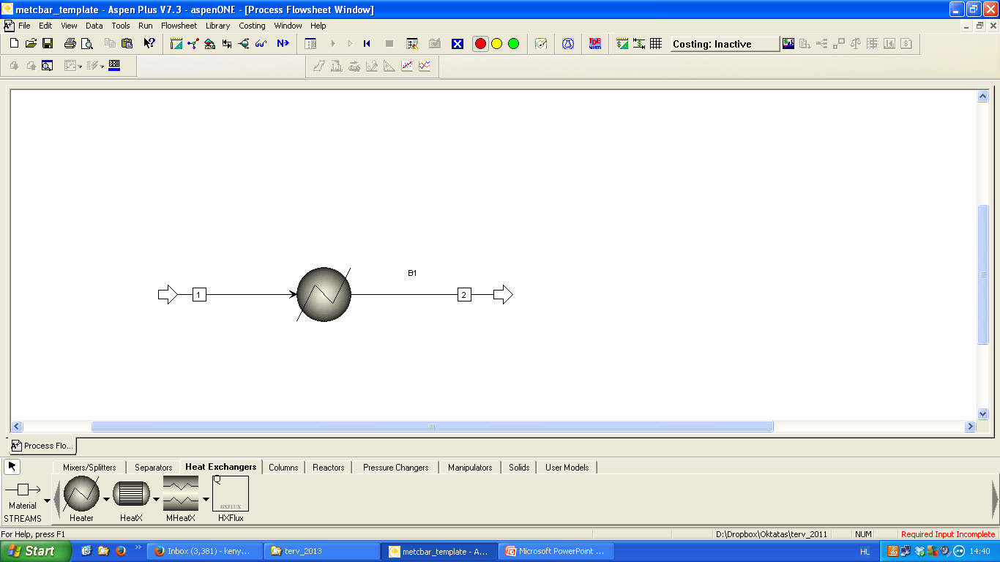 metcbar_template - Aspen Plus V7.3 - aspenONE - [Process Flowsheet Window]
File Edit View Data Tools Run Flowsheet Library Costing Window Help
Costing: Inactive
B1
1 2
Process Flo...
Mixers/Splitters Separators Heat Exchangers Columns Reactors Pressure Changers Manipulators Solids User Models
Q
HXFLUX
Material
STREAMS
Heater HeatX MHeatX HXFlux
For Help, press F1 D:\Dropbox\Oktatas\terv_2011 NUM Required Input Incomplete
Start Inbox (3,381) - keny... terv_2013 metcbar_template - A... Microsoft PowerPoint ... HL 14:40